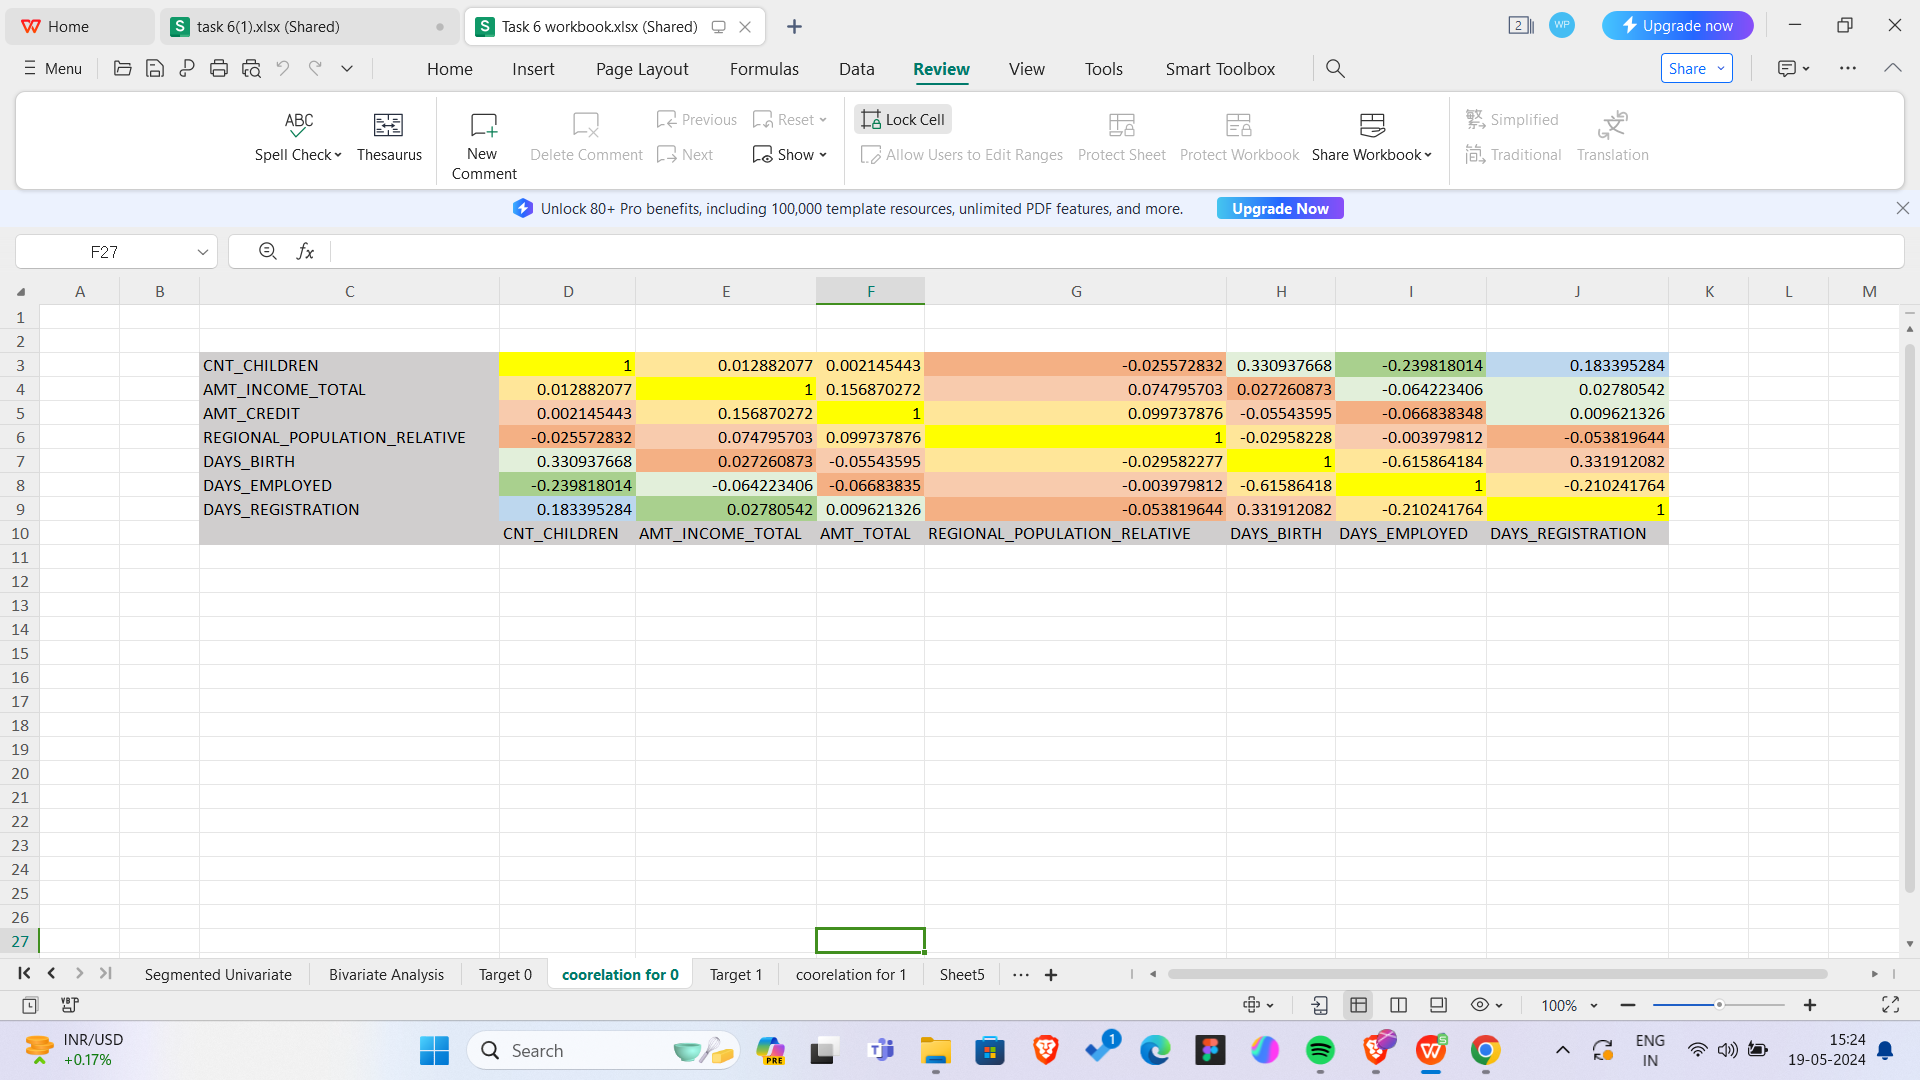 Home
task 6(1).xlsx (Shared)
Task 6 workbook.xlsx (Shared)
2
WP
Upgrade now
Menu
Home Insert Page Layout Formulas Data Review View Tools Smart Toolbox
Share
ABC
Spell Check
Thesaurus
New Comment
Delete Comment
Previous
Next
Reset
Show
Lock Cell
Allow Users to Edit Ranges
Protect Sheet
Protect Workbook
Share Workbook
繁 Simplified
简 Traditional
Translation
Unlock 80+ Pro benefits, including 100,000 template resources, unlimited PDF features, and more. Upgrade Now
F27 fx
A B C D E F G H I J K L M
1
2
3 CNT_CHILDREN 1 0.012882077 0.002145443 -0.025572832 0.330937668 -0.239818014 0.183395284
4 AMT_INCOME_TOTAL 0.012882077 1 0.156870272 0.074795703 0.027260873 -0.064223406 0.02780542
5 AMT_CREDIT 0.002145443 0.156870272 1 0.099737876 -0.05543595 -0.066838348 0.009621326
6 REGIONAL_POPULATION_RELATIVE -0.025572832 0.074795703 0.099737876 1 -0.02958228 -0.003979812 -0.053819644
7 DAYS_BIRTH 0.330937668 0.027260873 -0.05543595 -0.029582277 1 -0.615864184 0.331912082
8 DAYS_EMPLOYED -0.239818014 -0.064223406 -0.06683835 -0.003979812 -0.61586418 1 -0.210241764
9 DAYS_REGISTRATION 0.183395284 0.02780542 0.009621326 -0.053819644 0.331912082 -0.210241764 1
10 CNT_CHILDREN AMT_INCOME_TOTAL AMT_TOTAL REGIONAL_POPULATION_RELATIVE DAYS_BIRTH DAYS_EMPLOYED DAYS_REGISTRATION
11
12
13
14
15
16
17
18
19
20
21
22
23
24
25
26
27
Segmented Univariate Bivariate Analysis Target 0 coorelation for 0 Target 1 coorelation for 1 Sheet5 ...
100%
INR/USD
+0.17%
Search
PRE
1
ENG
IN
15:24
19-05-2024